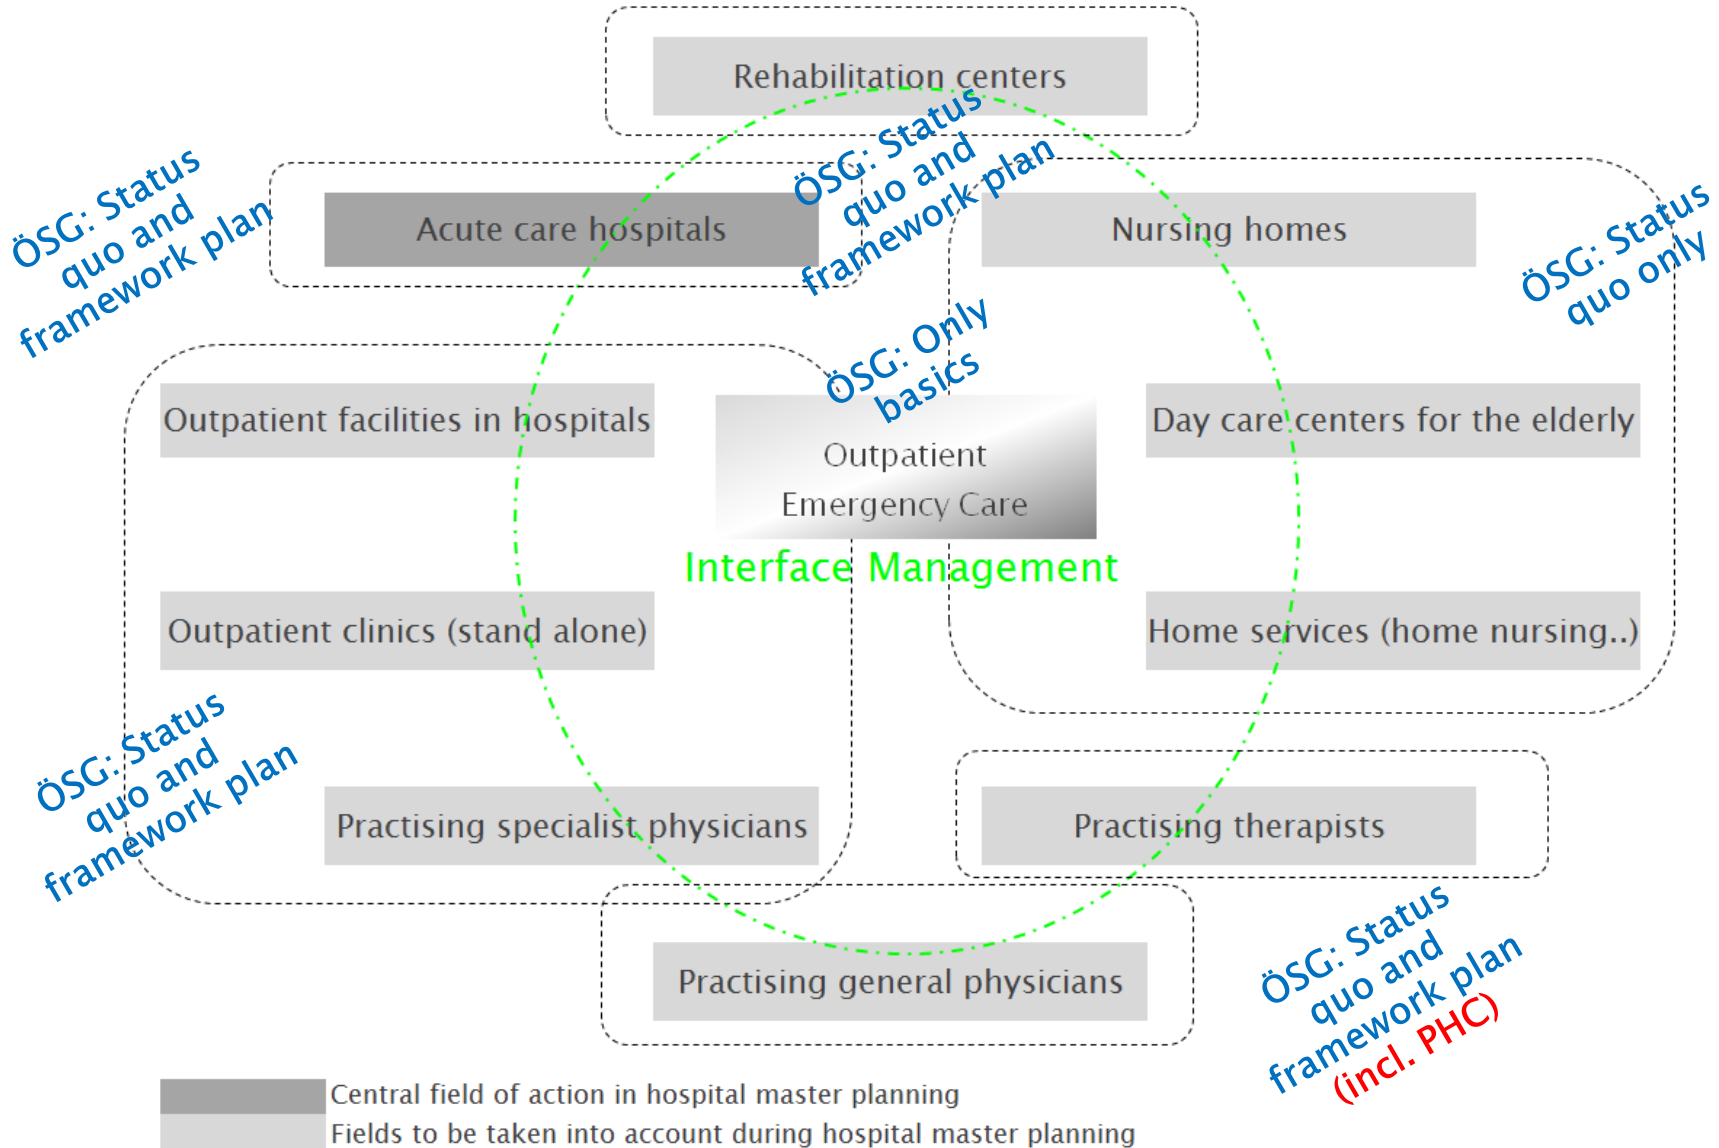 Rehabilitation centers
ÖSG: Status
quo and
framework plan
Acute care hospitals
ÖSG: Status
quo and
framework plan
Nursing homes
ÖSG: Status
quo only
ÖSG: Only
basics
Outpatient facilities in hospitals
Outpatient
Emergency Care
Day care centers for the elderly
Interface Management
Outpatient clinics (stand alone)
Home services (home nursing..)
ÖSG: Status
quo and
framework plan
Practising specialist physicians
Practising therapists
Practising general physicians
ÖSG: Status
quo and
framework plan
(incl. PHC)
Central field of action in hospital master planning
Fields to be taken into account during hospital master planning